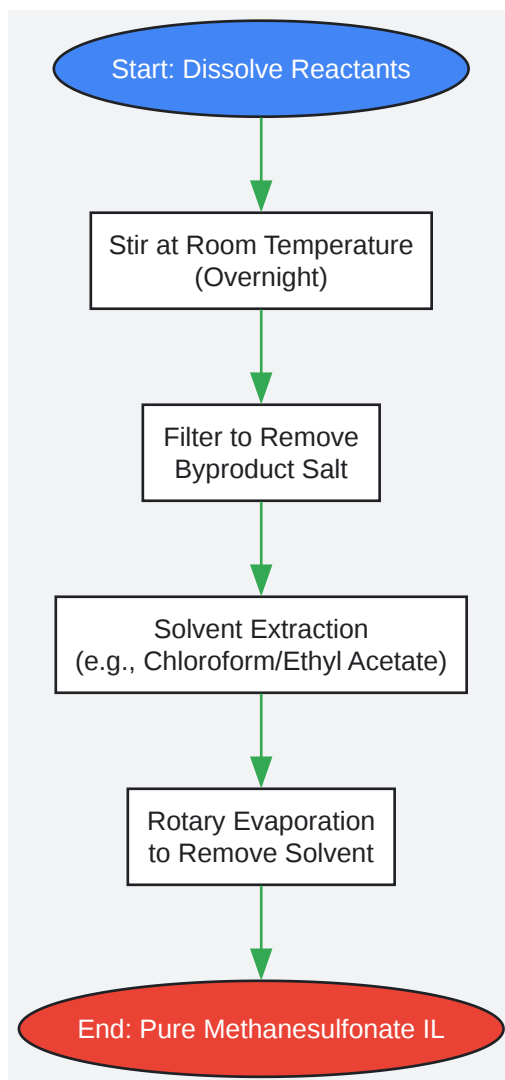 Start: Dissolve Reactants
Stir at Room Temperature
(Overnight)
Filter to Remove
Byproduct Salt
Solvent Extraction
(e.g., Chloroform/Ethyl Acetate)
Rotary Evaporation
to Remove Solvent
End: Pure Methanesulfonate IL